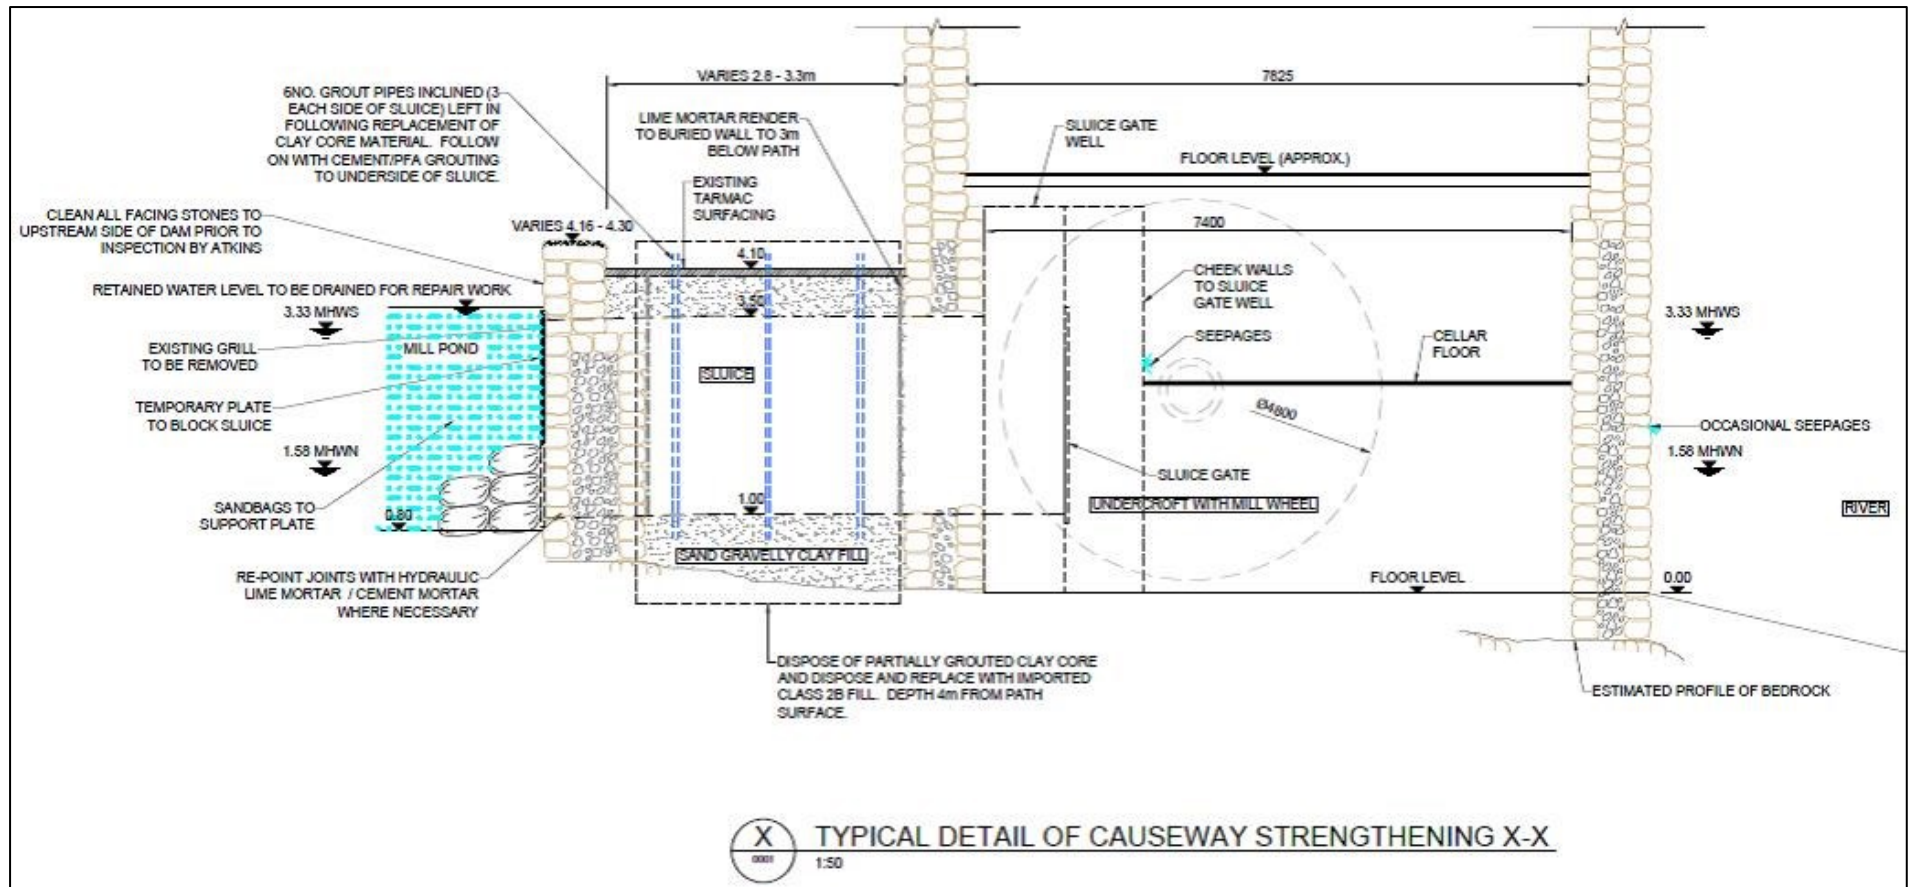 VARIES 2.8 - 3.3m
7825
6NO. GROUT PIPES INCLINED (3
EACH SIDE OF SLUICE) LEFT IN
FOLLOWING REPLACEMENT OF
CLAY CORE MATERIAL. FOLLOW
ON WITH CEMENT/PFA GROUTING
TO UNDERSIDE OF SLUICE.
LIME MORTAR RENDER
TO BURIED WALL TO 3m
BELOW PATH
SLUICE GATE
WELL
FLOOR LEVEL (APPROX.)
EXISTING
TARMAC
SURFACING
CLEAN ALL FACING STONES TO
UPSTREAM SIDE OF DAM PRIOR TO
INSPECTION BY ATKINS
VARIES 4.16 - 4.30
7400
4.10
CHEEK WALLS
TO SLUICE
GATE WELL
RETAINED WATER LEVEL TO BE DRAINED FOR REPAIR WORK
3.50
3.33 MHWS
3.33 MHWS
MILL POND
SEEPAGES
CELLAR
FLOOR
EXISTING GRILL
TO BE REMOVED
SLUICE
TEMPORARY PLATE
TO BLOCK SLUICE
Ø4800
OCCASIONAL SEEPAGES
1.58 MHWN
1.58 MHWN
SLUICE GATE
SANDBAGS TO
SUPPORT PLATE
0.80
1.00
UNDERCROFT WITH MILL WHEEL
RIVER
SAND GRAVELLY CLAY FILL
RE-POINT JOINTS WITH HYDRAULIC
LIME MORTAR / CEMENT MORTAR
WHERE NECESSARY
FLOOR LEVEL
0.00
DISPOSE OF PARTIALLY GROUTED CLAY CORE
AND DISPOSE AND REPLACE WITH IMPORTED
CLASS 2B FILL. DEPTH 4m FROM PATH
SURFACE.
ESTIMATED PROFILE OF BEDROCK
X
0001
TYPICAL DETAIL OF CAUSEWAY STRENGTHENING X-X
1:50